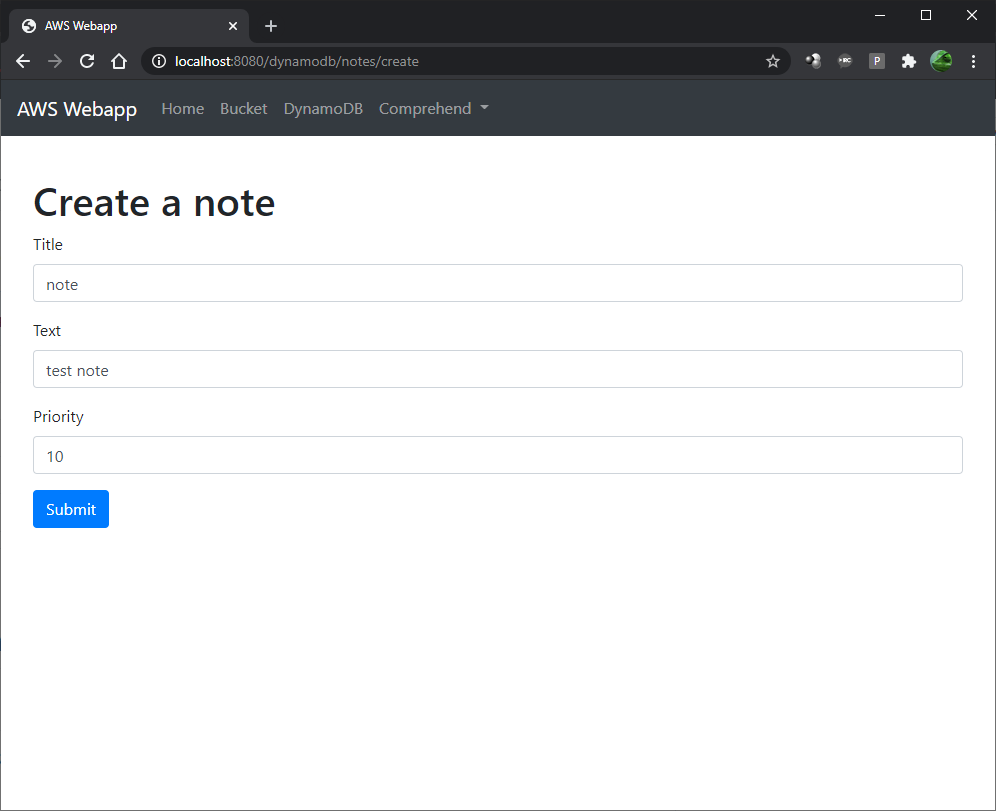 AWS Webapp
localhost:8080/dynamodb/notes/create
P
AWS Webapp Home Bucket DynamoDB Comprehend
Create a note
Title
note
Text
test note
Priority
10
Submit